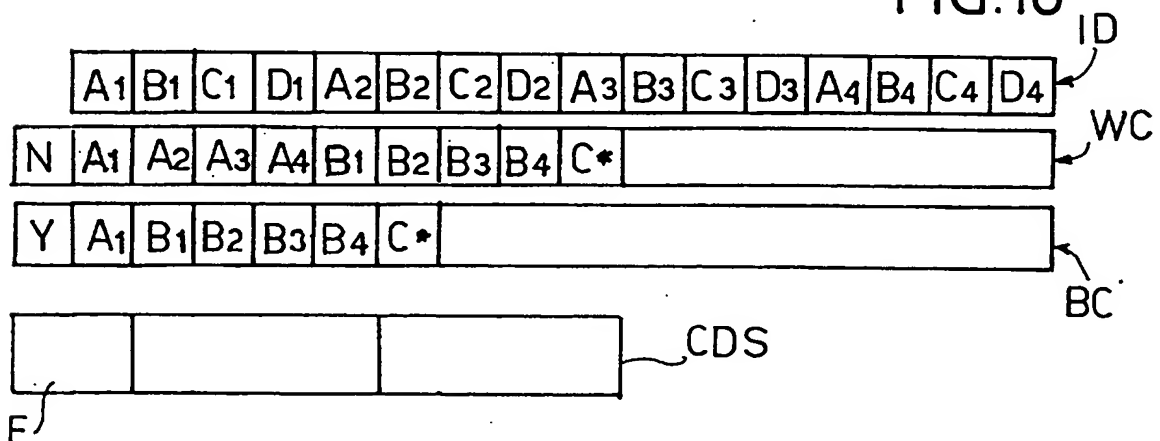 ID
A1 B1 C1 D1 A2 B2 C2 D2 A3 B3 C3 D3 A4 B4 C4 D4
N A1 A2 A3 A4 B1 B2 B3 B4 C*
WC
Y A1 B1 B2 B3 B4 C*
BC
CDS